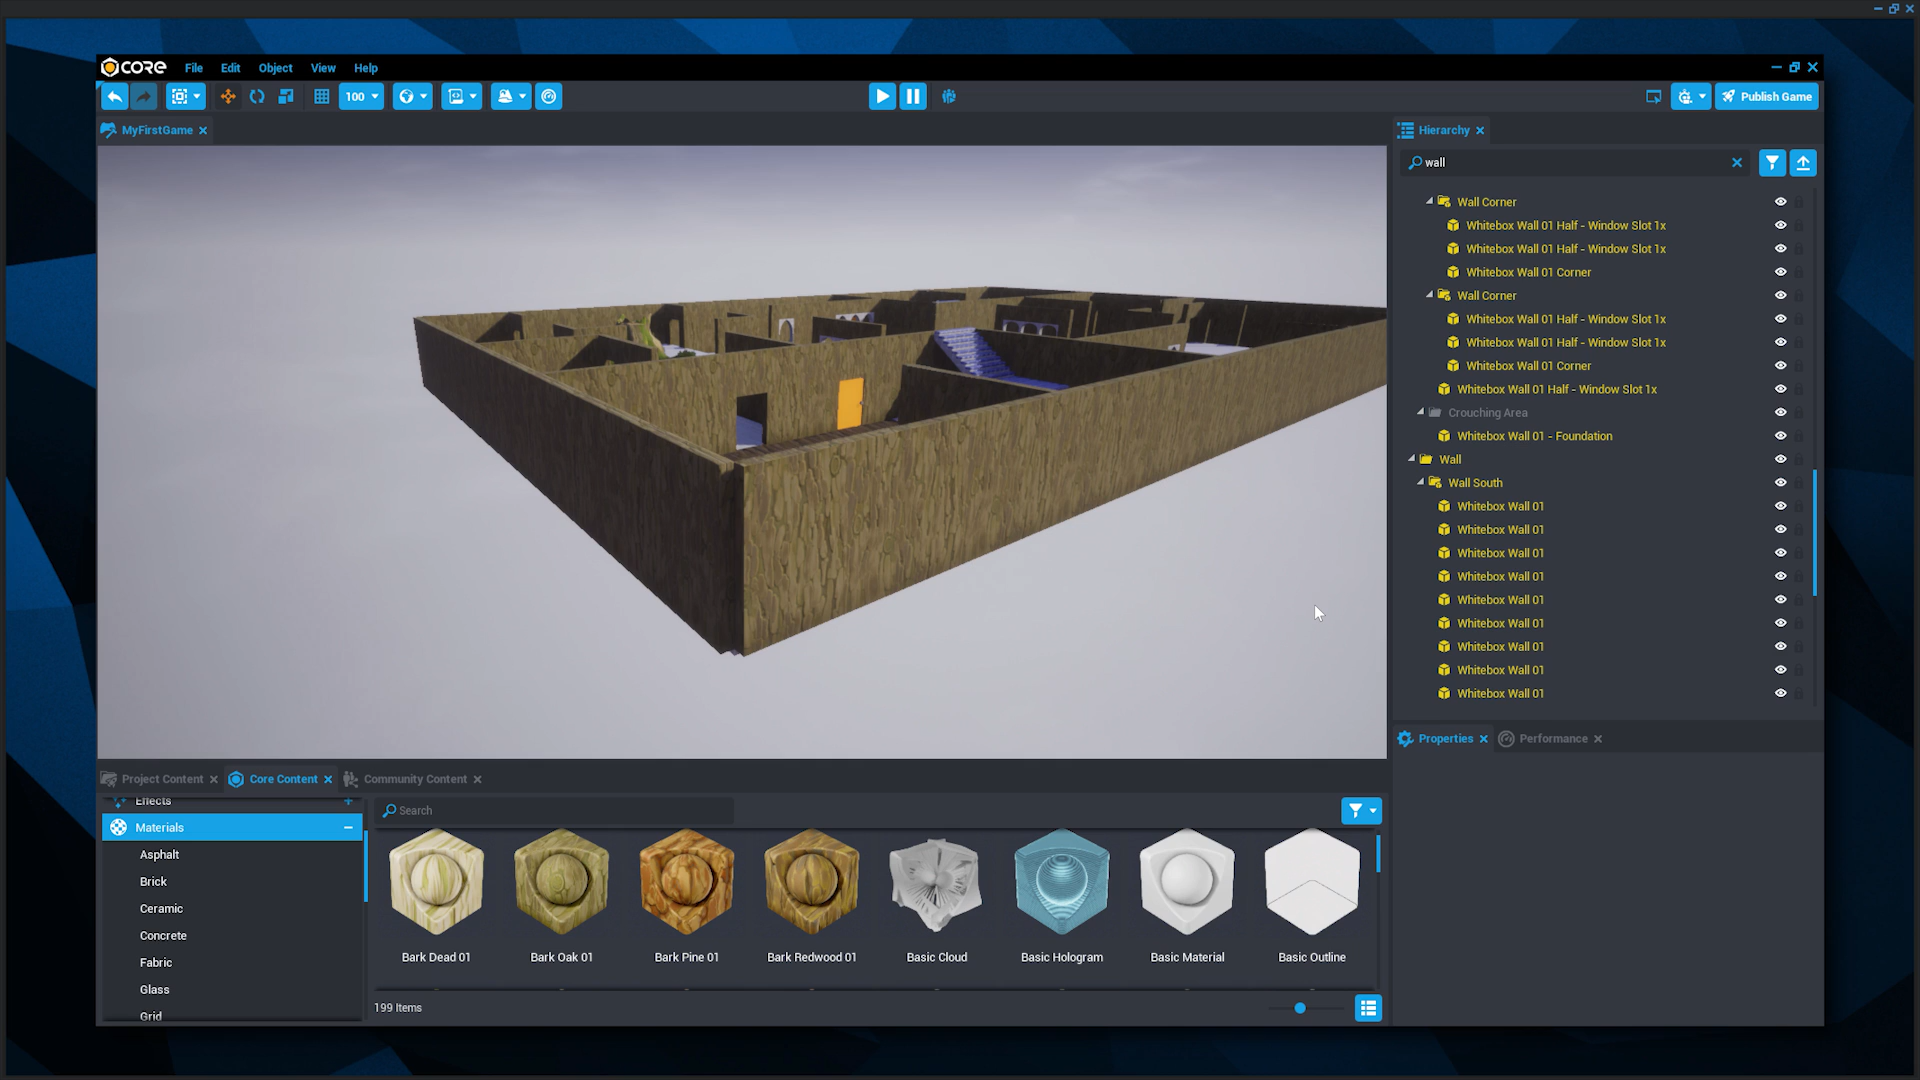 CORE File Edit Object View Help
100
Publish Game
MyFirstGame
Hierarchy
wall
Wall Corner
Whitebox Wall 01 Half - Window Slot 1x
Whitebox Wall 01 Half - Window Slot 1x
Whitebox Wall 01 Corner
Wall Corner
Whitebox Wall 01 Half - Window Slot 1x
Whitebox Wall 01 Half - Window Slot 1x
Whitebox Wall 01 Corner
Whitebox Wall 01 Half - Window Slot 1x
Crouching Area
Whitebox Wall 01 - Foundation
Wall
Wall South
Whitebox Wall 01
Whitebox Wall 01
Whitebox Wall 01
Whitebox Wall 01
Whitebox Wall 01
Whitebox Wall 01
Whitebox Wall 01
Whitebox Wall 01
Whitebox Wall 01
Properties Performance
Project Content Core Content Community Content
Effects
Materials
Asphalt
Brick
Ceramic
Concrete
Fabric
Glass
Grid
Search
Bark Dead 01 Bark Oak 01 Bark Pine 01 Bark Redwood 01 Basic Cloud Basic Hologram Basic Material Basic Outline
199 Items